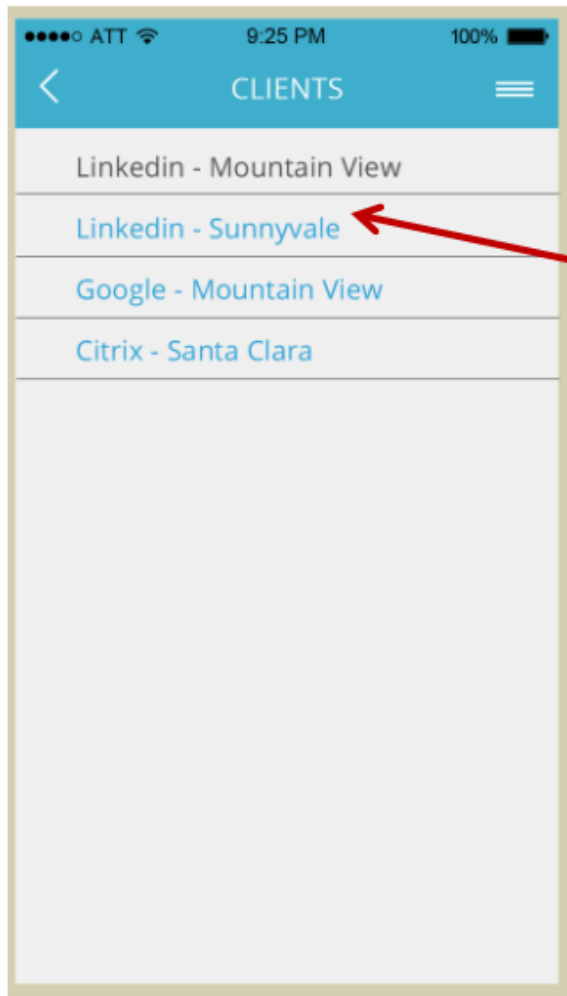 ATT 9:25 PM 100%
CLIENTS
Linkedin - Mountain View
Linkedin - Sunnyvale
Google - Mountain View
Citrix - Santa Clara